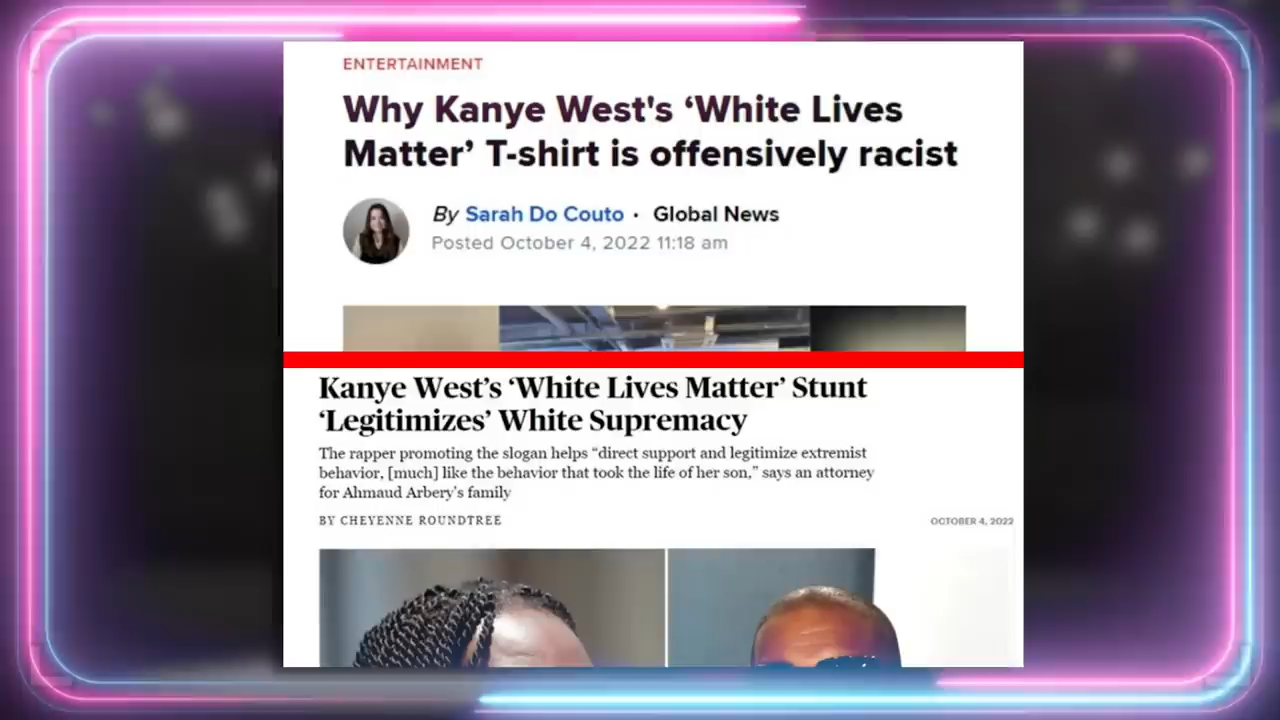 ENTERTAINMENT
Why Kanye West's ‘White Lives
Matter’ T-shirt is offensively racist
By Sarah Do Couto · Global News
Posted October 4, 2022 11:18 am
Kanye West’s ‘White Lives Matter’ Stunt
‘Legitimizes’ White Supremacy
The rapper promoting the slogan helps “direct support and legitimize extremist
behavior, [much] like the behavior that took the life of her son,” says an attorney
for Ahmaud Arbery’s family
BY CHEYENNE ROUNDTREE
OCTOBER 4, 2022